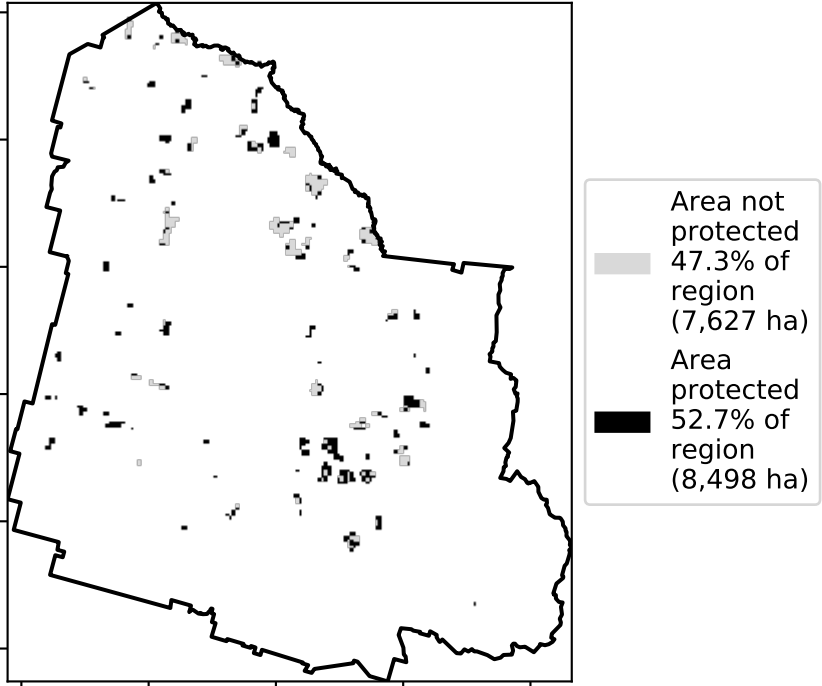 Area not
protected
47.3% of
region
(7,627 ha)
Area
protected
52.7% of
region
(8,498 ha)